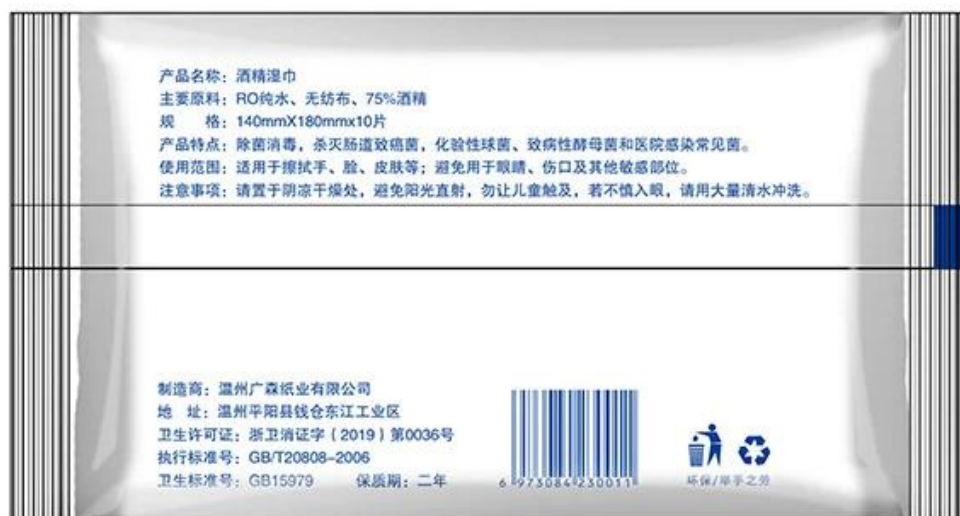 产品名称：酒精湿巾
主要原料：RO纯水、无纺布、75%酒精
规　　格：140mmX180mmx10片
产品特点：除菌消毒，杀灭肠道致癌菌，化验性球菌、致病性酵母菌和医院感染常见菌。
使用范围：适用于擦拭手、脸、皮肤等；避免用于眼睛、伤口及其他敏感部位。
注意事项：请置于阴凉干燥处，避免阳光直射，勿让儿童触及，若不慎入眼，请用大量清水冲洗。
制造商：温州广森纸业有限公司
地　址：温州平阳县钱仓东江工业区
卫生许可证：浙卫消证字（2019）第0036号
执行标准号：GB/T20808-2006
卫生标准号：GB15979　保质期：二年
6 973084 230011
环保/举手之劳